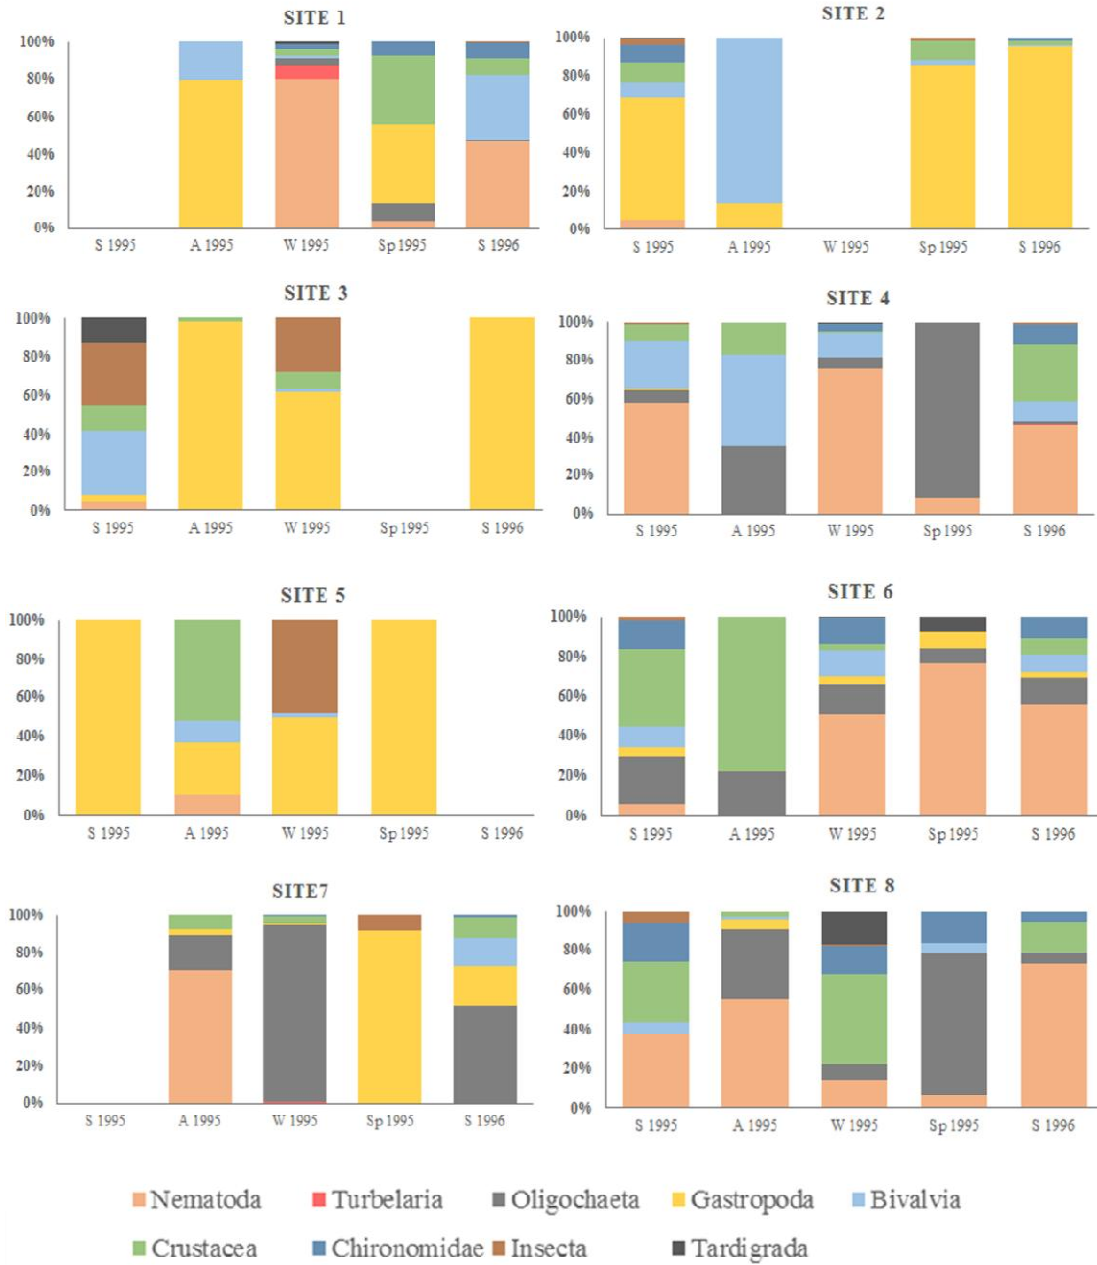 SITE 1
100%
80%
60%
40%
20%
0%
S 1995 A 1995 W 1995 Sp 1995 S 1996
SITE 2
100%
80%
60%
40%
20%
0%
S 1995 A 1995 W 1995 Sp 1995 S 1996
SITE 3
100%
80%
60%
40%
20%
0%
S 1995 A 1995 W 1995 Sp 1995 S 1996
SITE 4
100%
80%
60%
40%
20%
0%
S 1995 A 1995 W 1995 Sp 1995 S 1996
SITE 5
100%
80%
60%
40%
20%
0%
S 1995 A 1995 W 1995 Sp 1995 S 1996
SITE 6
100%
80%
60%
40%
20%
0%
S 1995 A 1995 W 1995 Sp 1995 S 1996
SITE7
100%
80%
60%
40%
20%
0%
S 1995 A 1995 W 1995 Sp 1995 S 1996
SITE 8
100%
80%
60%
40%
20%
0%
S 1995 A 1995 W 1995 Sp 1995 S 1996
Nematoda Turbelaria Oligochaeta Gastropoda Bivalvia
Crustacea Chironomidae Insecta Tardigrada